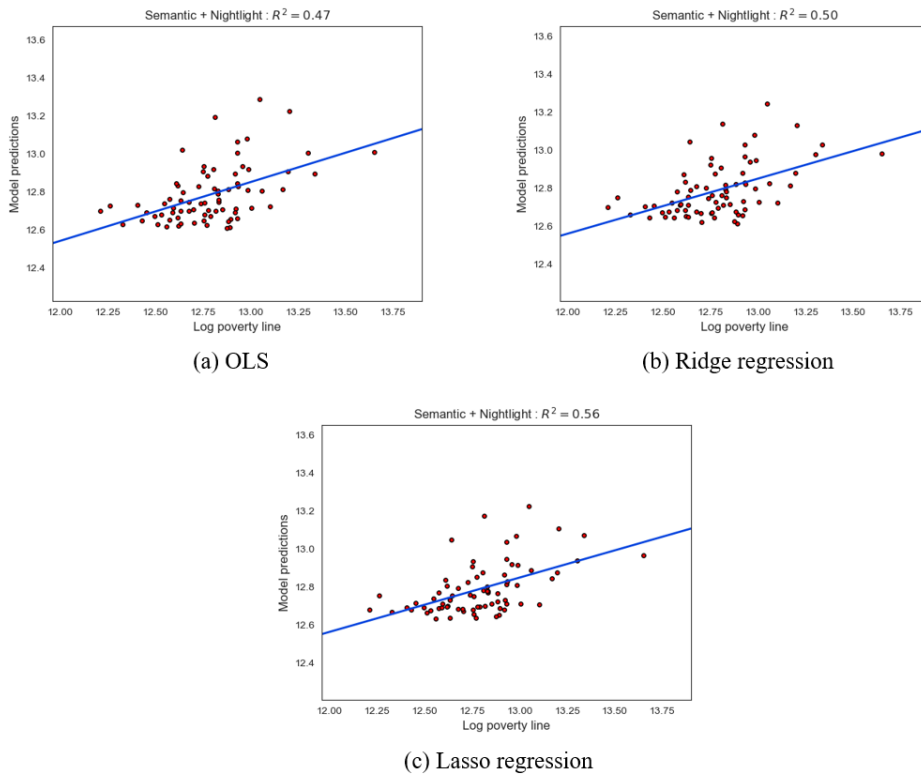 Semantic + Nightlight : R² = 0.47
13.6
13.4
13.2
13.0
12.8
12.6
12.4
Model predictions
12.00 12.25 12.50 12.75 13.00 13.25 13.50 13.75
Log poverty line
(a) OLS
Semantic + Nightlight : R² = 0.50
13.6
13.4
13.2
13.0
12.8
12.6
12.4
Model predictions
12.00 12.25 12.50 12.75 13.00 13.25 13.50 13.75
Log poverty line
(b) Ridge regression
Semantic + Nightlight : R² = 0.56
13.6
13.4
13.2
13.0
12.8
12.6
12.4
Model predictions
12.00 12.25 12.50 12.75 13.00 13.25 13.50 13.75
Log poverty line
(c) Lasso regression